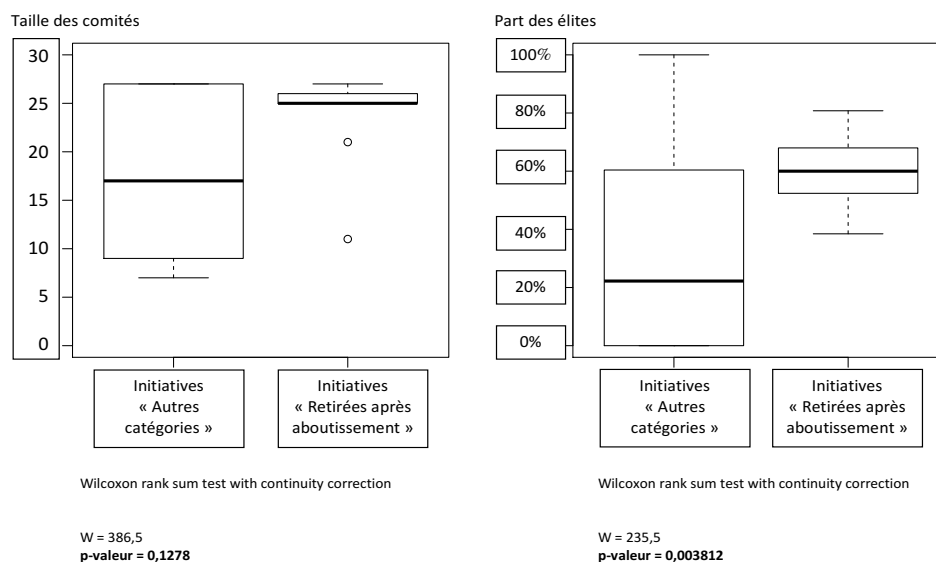 Taille des comités
30
25
20
15
10
5
0
Initiatives
« Autres
catégories »
Initiatives
« Retirées après
aboutissement »
Wilcoxon rank sum test with continuity correction
W = 386,5
p-valeur = 0,1278
Part des élites
100%
80%
60%
40%
20%
0%
Initiatives
« Autres
catégories »
Initiatives
« Retirées après
aboutissement »
Wilcoxon rank sum test with continuity correction
W = 235,5
p-valeur = 0,003812